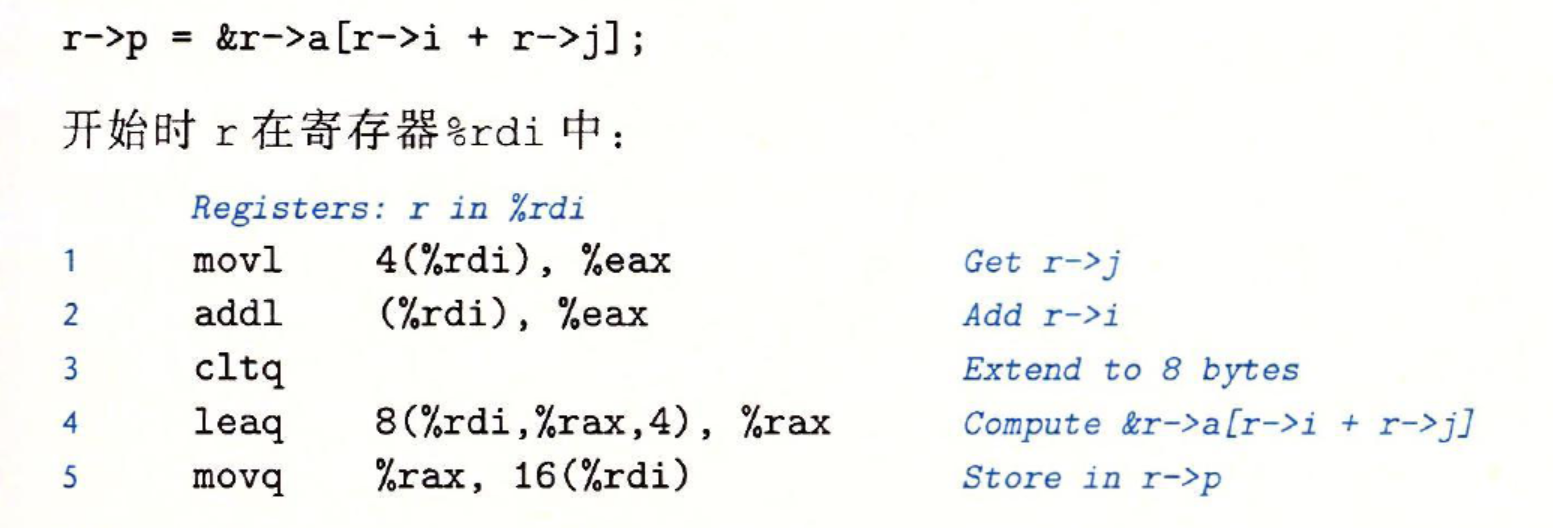 r->p = &r->a[r->i + r->j];
开始时 r 在寄存器%rdi 中：
Registers: r in %rdi
1 movl 4(%rdi), %eax Get r->j
2 addl (%rdi), %eax Add r->i
3 cltq Extend to 8 bytes
4 leaq 8(%rdi,%rax,4), %rax Compute &r->a[r->i + r->j]
5 movq %rax, 16(%rdi) Store in r->p